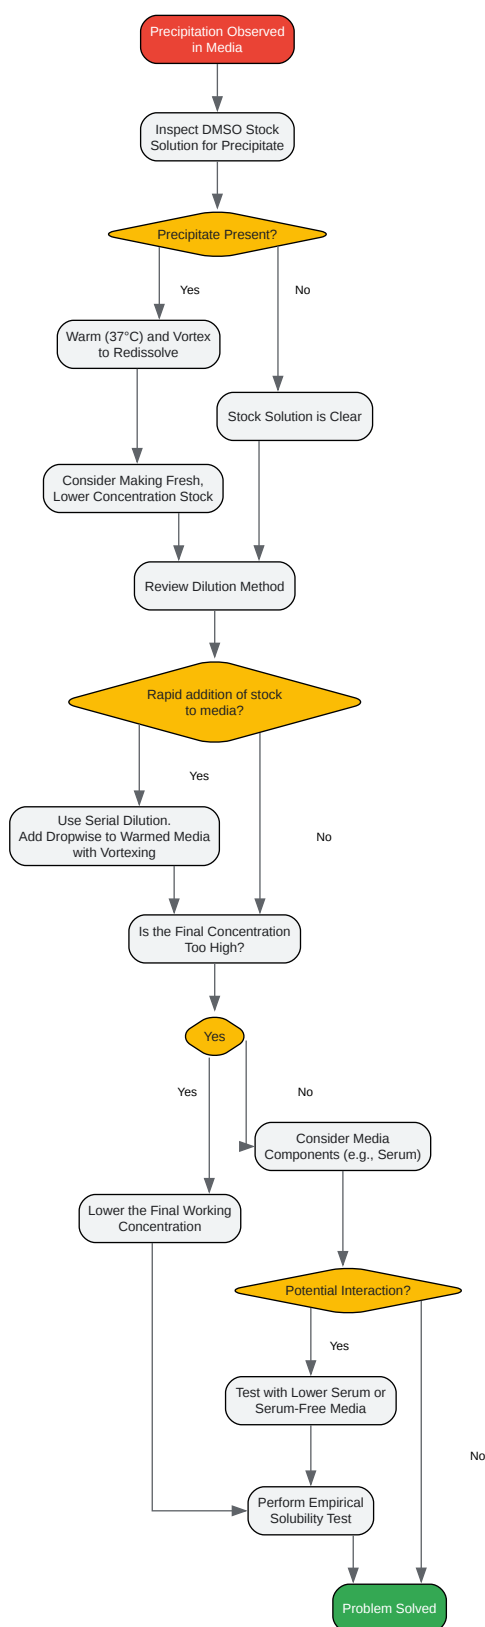 Precipitation Observed
in Media
Inspect DMSO Stock
Solution for Precipitate
Precipitate Present?
Yes
No
Warm (37°C) and Vortex
to Redissolve
Stock Solution is Clear
Consider Making Fresh,
Lower Concentration Stock
Review Dilution Method
Rapid addition of stock
to media?
Yes
No
Use Serial Dilution.
Add Dropwise to Warmed Media
with Vortexing
Is the Final Concentration
Too High?
Yes
Yes
No
Consider Media
Components (e.g., Serum)
Lower the Final Working
Concentration
Potential Interaction?
Yes
Test with Lower Serum or
Serum-Free Media
No
Perform Empirical
Solubility Test
Problem Solved